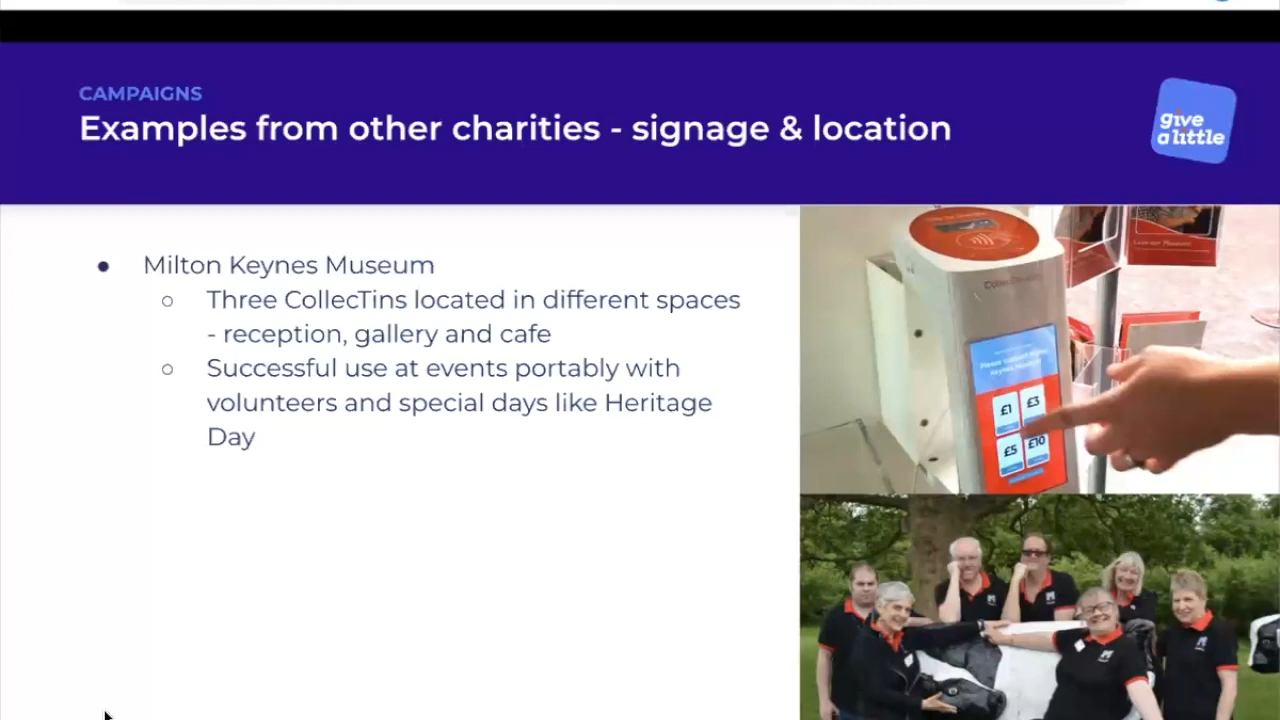 CAMPAIGNS
Examples from other charities - signage & location
give
a little
Milton Keynes Museum
Three CollecTins located in different spaces
- reception, gallery and cafe
Successful use at events portably with
volunteers and special days like Heritage
Day
£1
£3
£5
£10